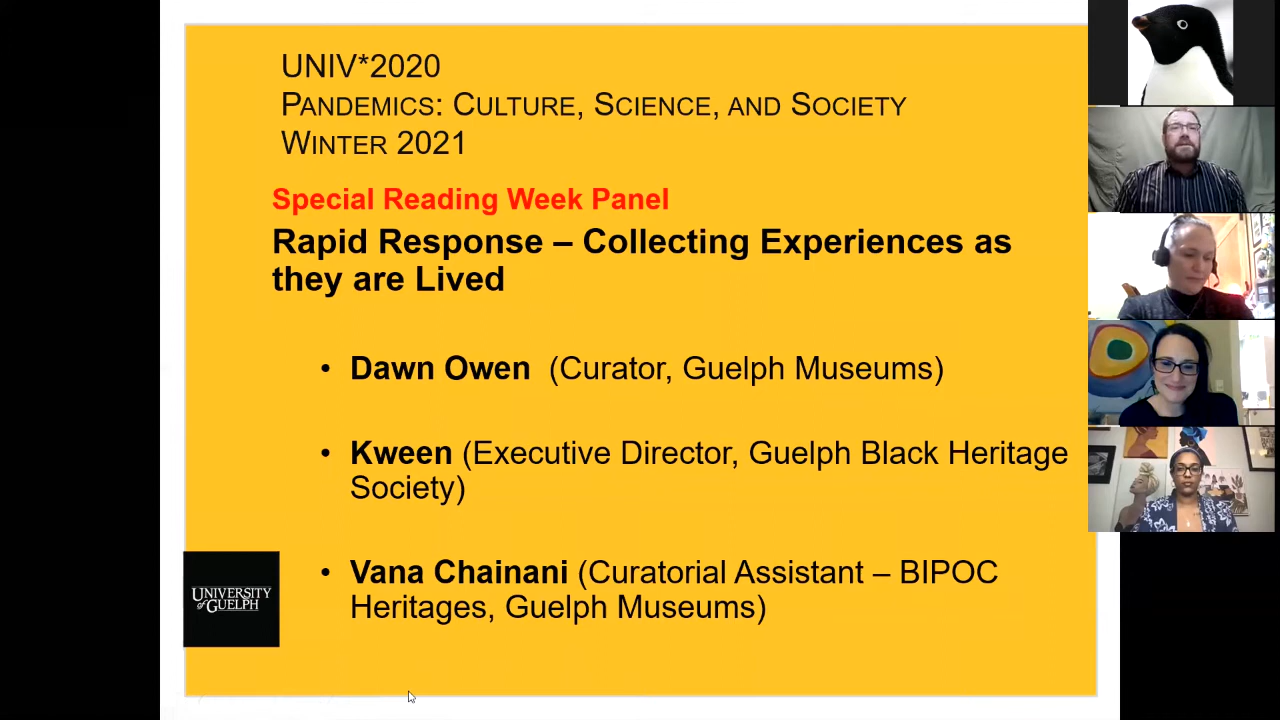 UNIV*2020
PANDEMICS: CULTURE, SCIENCE, AND SOCIETY
WINTER 2021
Special Reading Week Panel
Rapid Response – Collecting Experiences as
they are Lived
• Dawn Owen (Curator, Guelph Museums)
• Kween (Executive Director, Guelph Black Heritage
Society)
• Vana Chainani (Curatorial Assistant – BIPOC
Heritages, Guelph Museums)
UNIVERSITY
of GUELPH